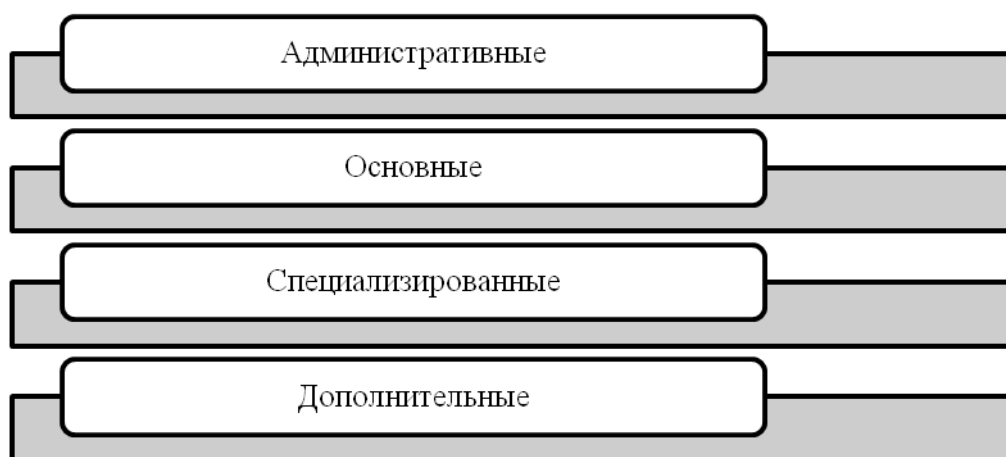 Административные
Основные
Специализированные
Дополнительные